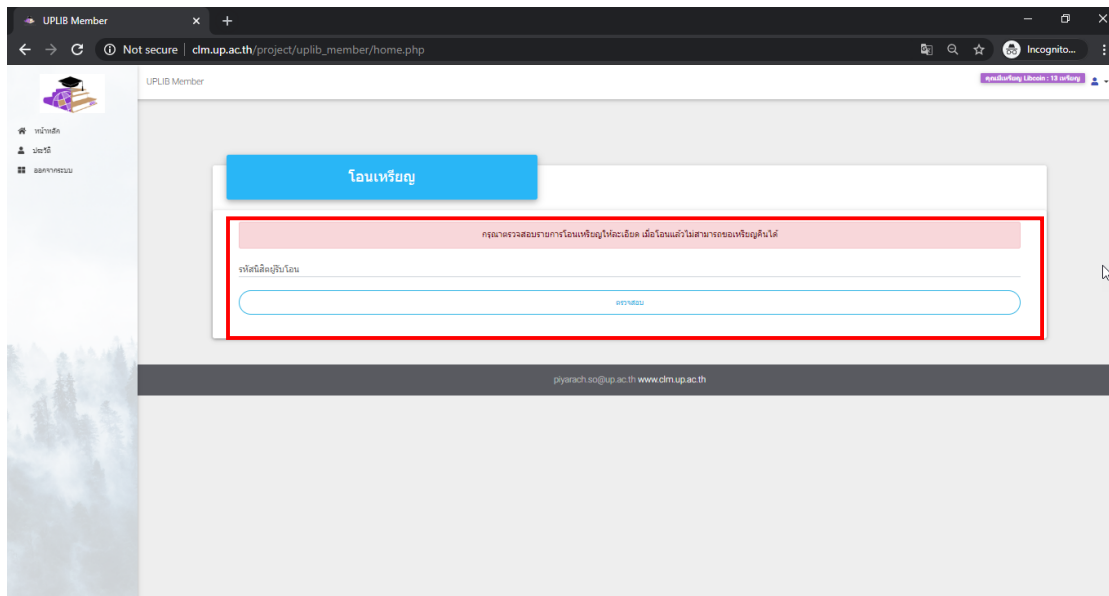 UPLIB Member
Not secure | clm.up.ac.th/project/uplib_member/home.php
Incognito...
UPLIB Member
คุณมีเหรียญ Libcoin : 13 เหรียญ
หน้าหลัก
ประวัติ
ออกจากระบบ
โอนเหรียญ
กรุณาตรวจสอบรายการโอนเหรียญให้ละเอียด เมื่อโอนแล้วไม่สามารถขอเหรียญคืนได้
รหัสนิสิตผู้รับโอน
ตรวจสอบ
piyarach.so@up.ac.th www.clm.up.ac.th